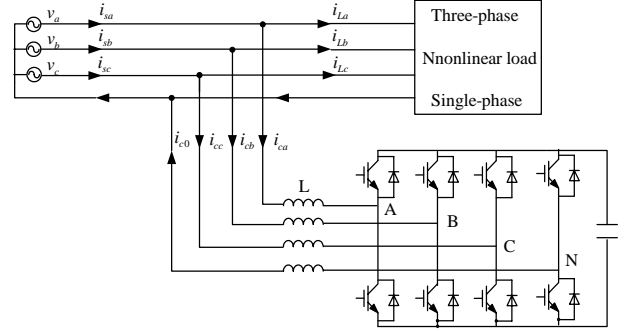 v_a i_sa i_La Three-phase
v_b i_sb i_Lb Nnonlinear load
v_c i_sc i_Lc
Single-phase
i_c0 i_cc i_cb i_ca
L
A
B
C
N